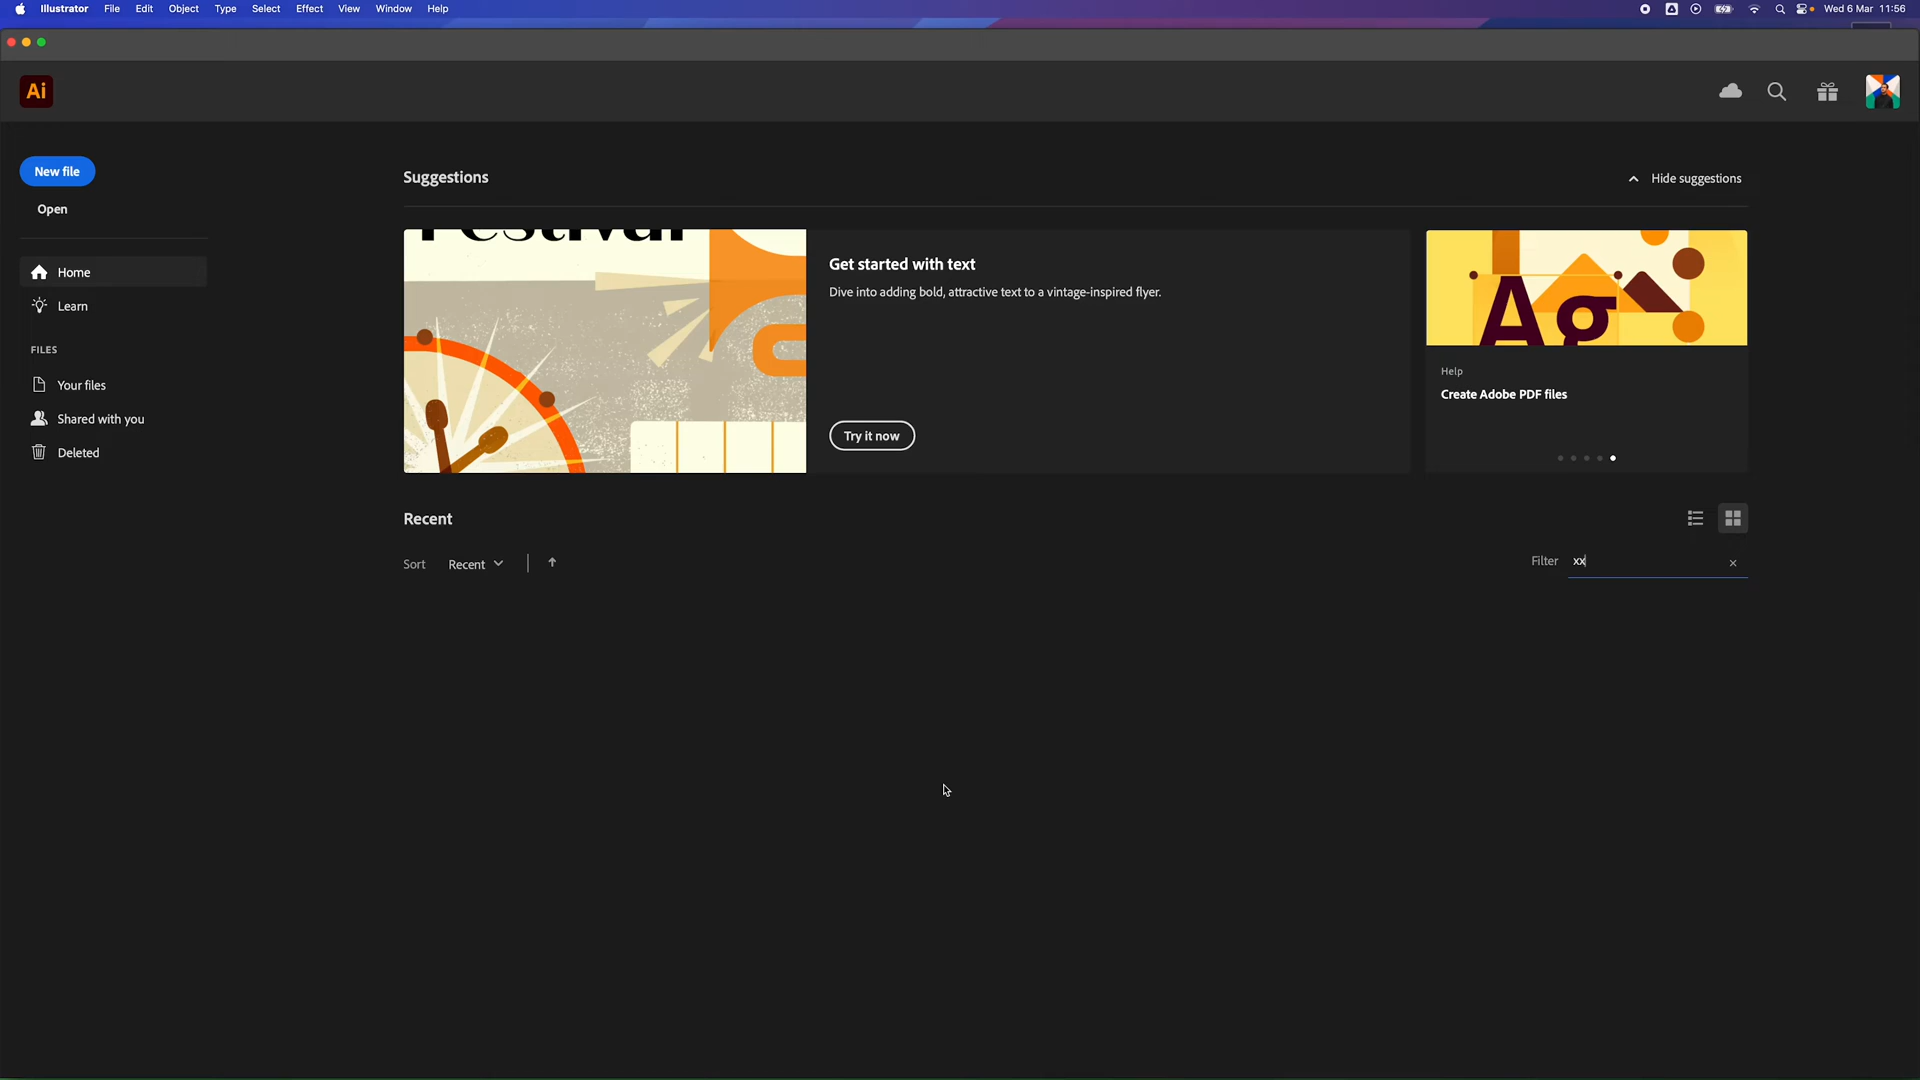 Illustrator File Edit Object Type Select Effect View Window Help
Wed 6 Mar 11:56
Ai
New file
Open
Home
Learn
FILES
Your files
Shared with you
Deleted
Suggestions
Hide suggestions
Festival
Get started with text
Dive into adding bold, attractive text to a vintage-inspired flyer.
Try it now
Ag
Help
Create Adobe PDF files
Recent
Sort Recent
Filter xx